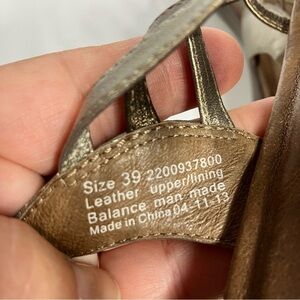 Size 39 2200937800
Leather upper/lining
Balance man made
Made in China 04-11-13